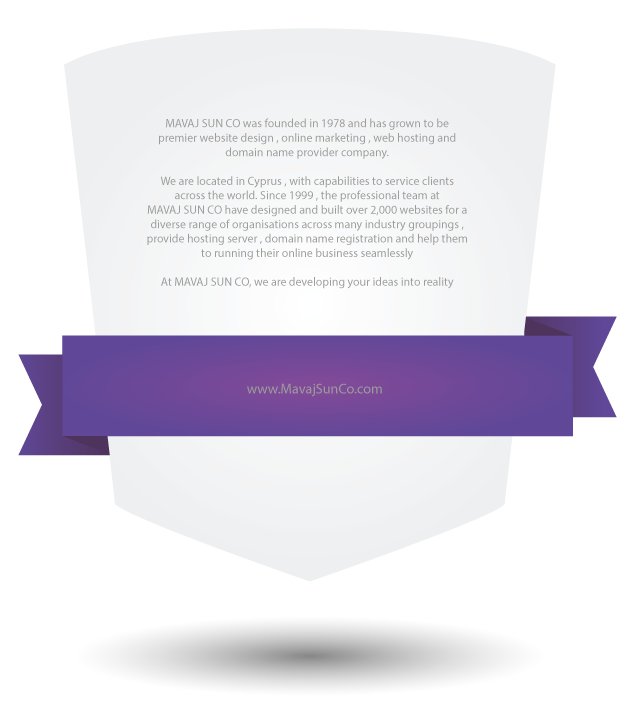 MAVAJ SUN CO was founded in 1978 and has grown to be
premier website design , online marketing , web hosting and
domain name provider company.
We are located in Cyprus , with capabilities to service clients
across the world. Since 1999 , the professional team at
MAVAJ SUN CO have designed and built over 2,000 websites for a
diverse range of organisations across many industry groupings ,
provide hosting server , domain name registration and help them
to running their online business seamlessly
At MAVAJ SUN CO, we are developing your ideas into reality
www.MavajSunCo.com